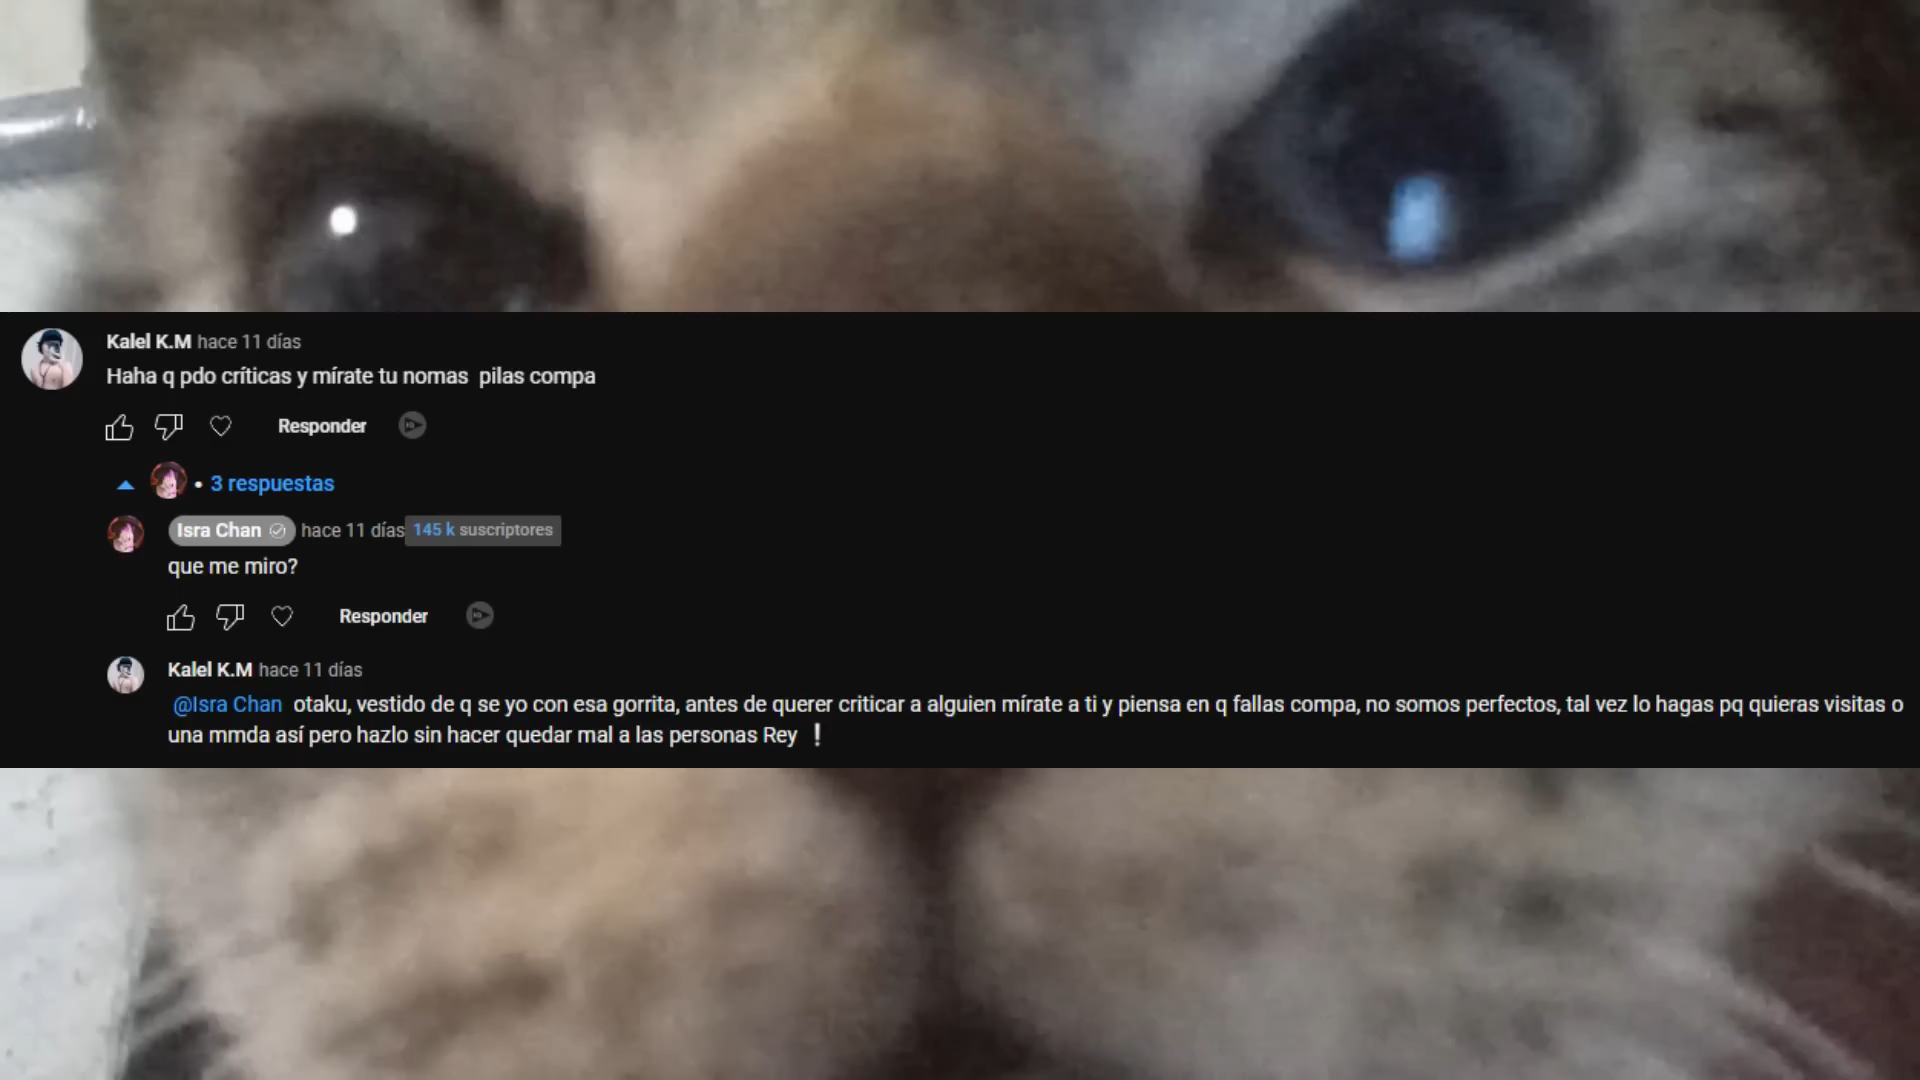 Kalel K.M hace 11 días
Haha q pdo críticas y mírate tu nomas pilas compa
Responder
• 3 respuestas
Isra Chan hace 11 días 145 k suscriptores
que me miro?
Responder
Kalel K.M hace 11 días
@Isra Chan otaku, vestido de q se yo con esa gorrita, antes de querer criticar a alguien mírate a ti y piensa en q fallas compa, no somos perfectos, tal vez lo hagas pq quieras visitas o
una mmda así pero hazlo sin hacer quedar mal a las personas Rey ❗